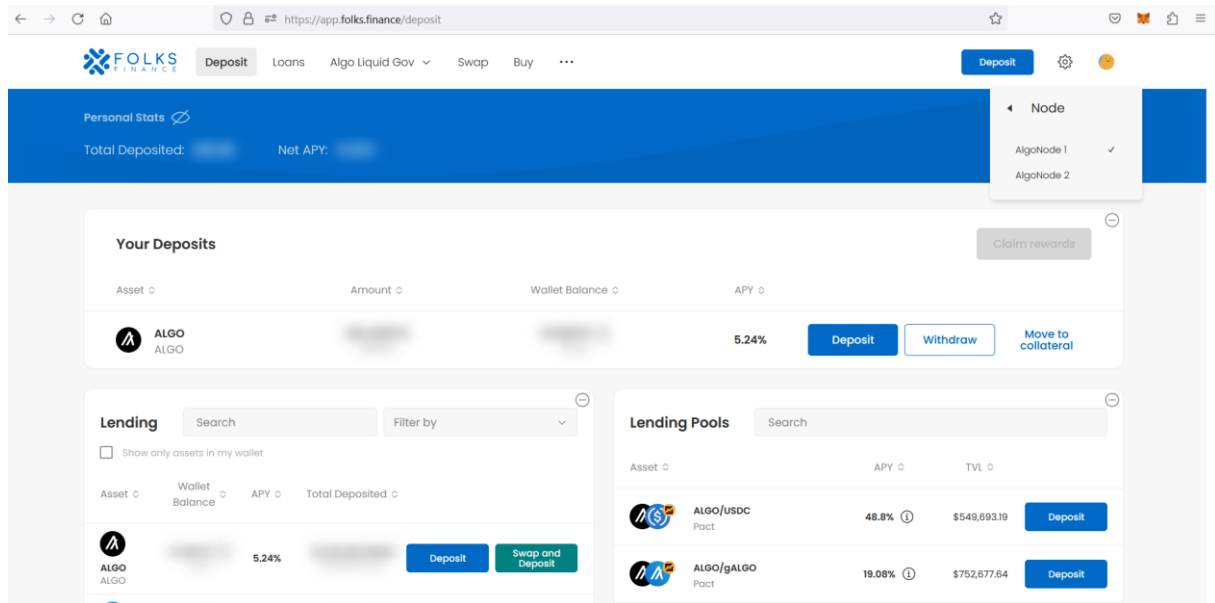 https://app.folks.finance/deposit
FOLKS
FINANCE
Deposit
Loans
Algo Liquid Gov
Swap
Buy
...
Deposit
Node
AlgoNode 1
AlgoNode 2
Personal Stats
Total Deposited:
Net APY:
Your Deposits
Claim rewards
Asset
Amount
Wallet Balance
APY
ALGO
ALGO
5.24%
Deposit
Withdraw
Move to
collateral
Lending
Search
Filter by
Show only assets in my wallet
Asset
Wallet
Balance
APY
Total Deposited
ALGO
ALGO
5.24%
Deposit
Swap and
Deposit
Lending Pools
Search
Asset
APY
TVL
ALGO/USDC
Pact
48.8%
$549,693.19
Deposit
ALGO/gALGO
Pact
19.08%
$752,677.64
Deposit